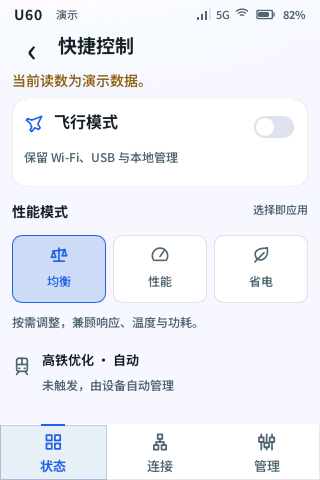 U60 演示 5G 82%
快捷控制
当前读数为演示数据。
飞行模式
保留 Wi-Fi、USB 与本地管理
性能模式 选择即应用
均衡 性能 省电
按需调整，兼顾响应、温度与功耗。
高铁优化 · 自动
未触发，由设备自动管理
状态 连接 管理